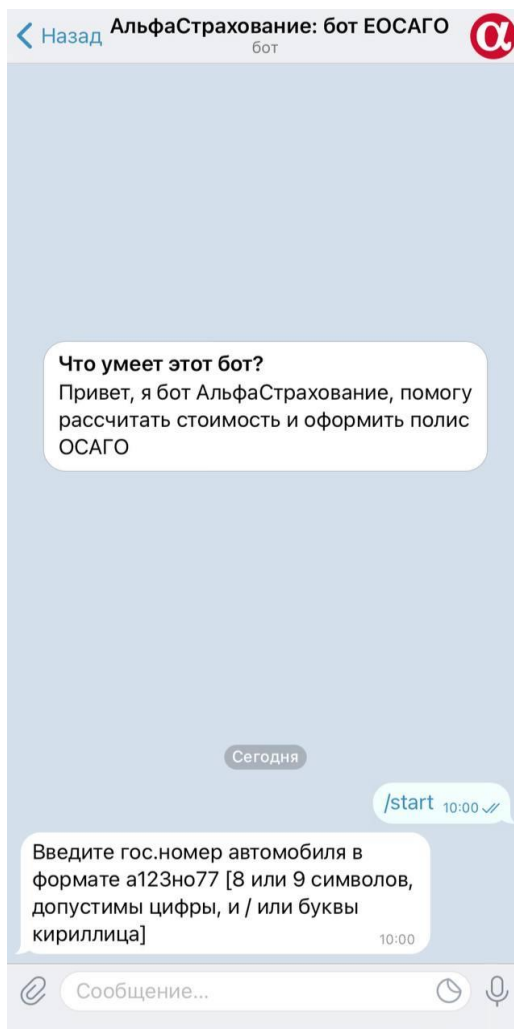 Назад
АльфаСтрахование: бот ЕОСАГО
бот
Что умеет этот бот?
Привет, я бот АльфаСтрахование, помогу
рассчитать стоимость и оформить полис
ОСАГО
Сегодня
/start 10:00
Введите гос.номер автомобиля в
формате а123но77 [8 или 9 символов,
допустимы цифры, и / или буквы
кириллица]
10:00
Сообщение...